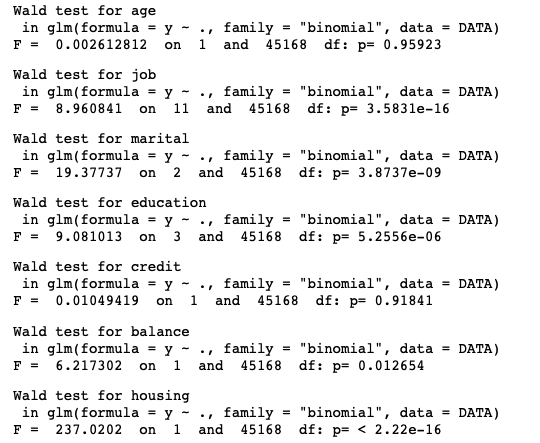 Wald test for age
in glm(formula = y ~ ., family = "binomial", data = DATA)
F = 0.002612812 on 1 and 45168 df: p= 0.95923
Wald test for job
in glm(formula = y ~ ., family = "binomial", data = DATA)
F = 8.960841 on 11 and 45168 df: p= 3.5831e-16
Wald test for marital
in glm(formula = y ~ ., family = "binomial", data = DATA)
F = 19.37737 on 2 and 45168 df: p= 3.8737e-09
Wald test for education
in glm(formula = y ~ ., family = "binomial", data = DATA)
F = 9.081013 on 3 and 45168 df: p= 5.2556e-06
Wald test for credit
in glm(formula = y ~ ., family = "binomial", data = DATA)
F = 0.01049419 on 1 and 45168 df: p= 0.91841
Wald test for balance
in glm(formula = y ~ ., family = "binomial", data = DATA)
F = 6.217302 on 1 and 45168 df: p= 0.012654
Wald test for housing
in glm(formula = y ~ ., family = "binomial", data = DATA)
F = 237.0202 on 1 and 45168 df: p= < 2.22e-16